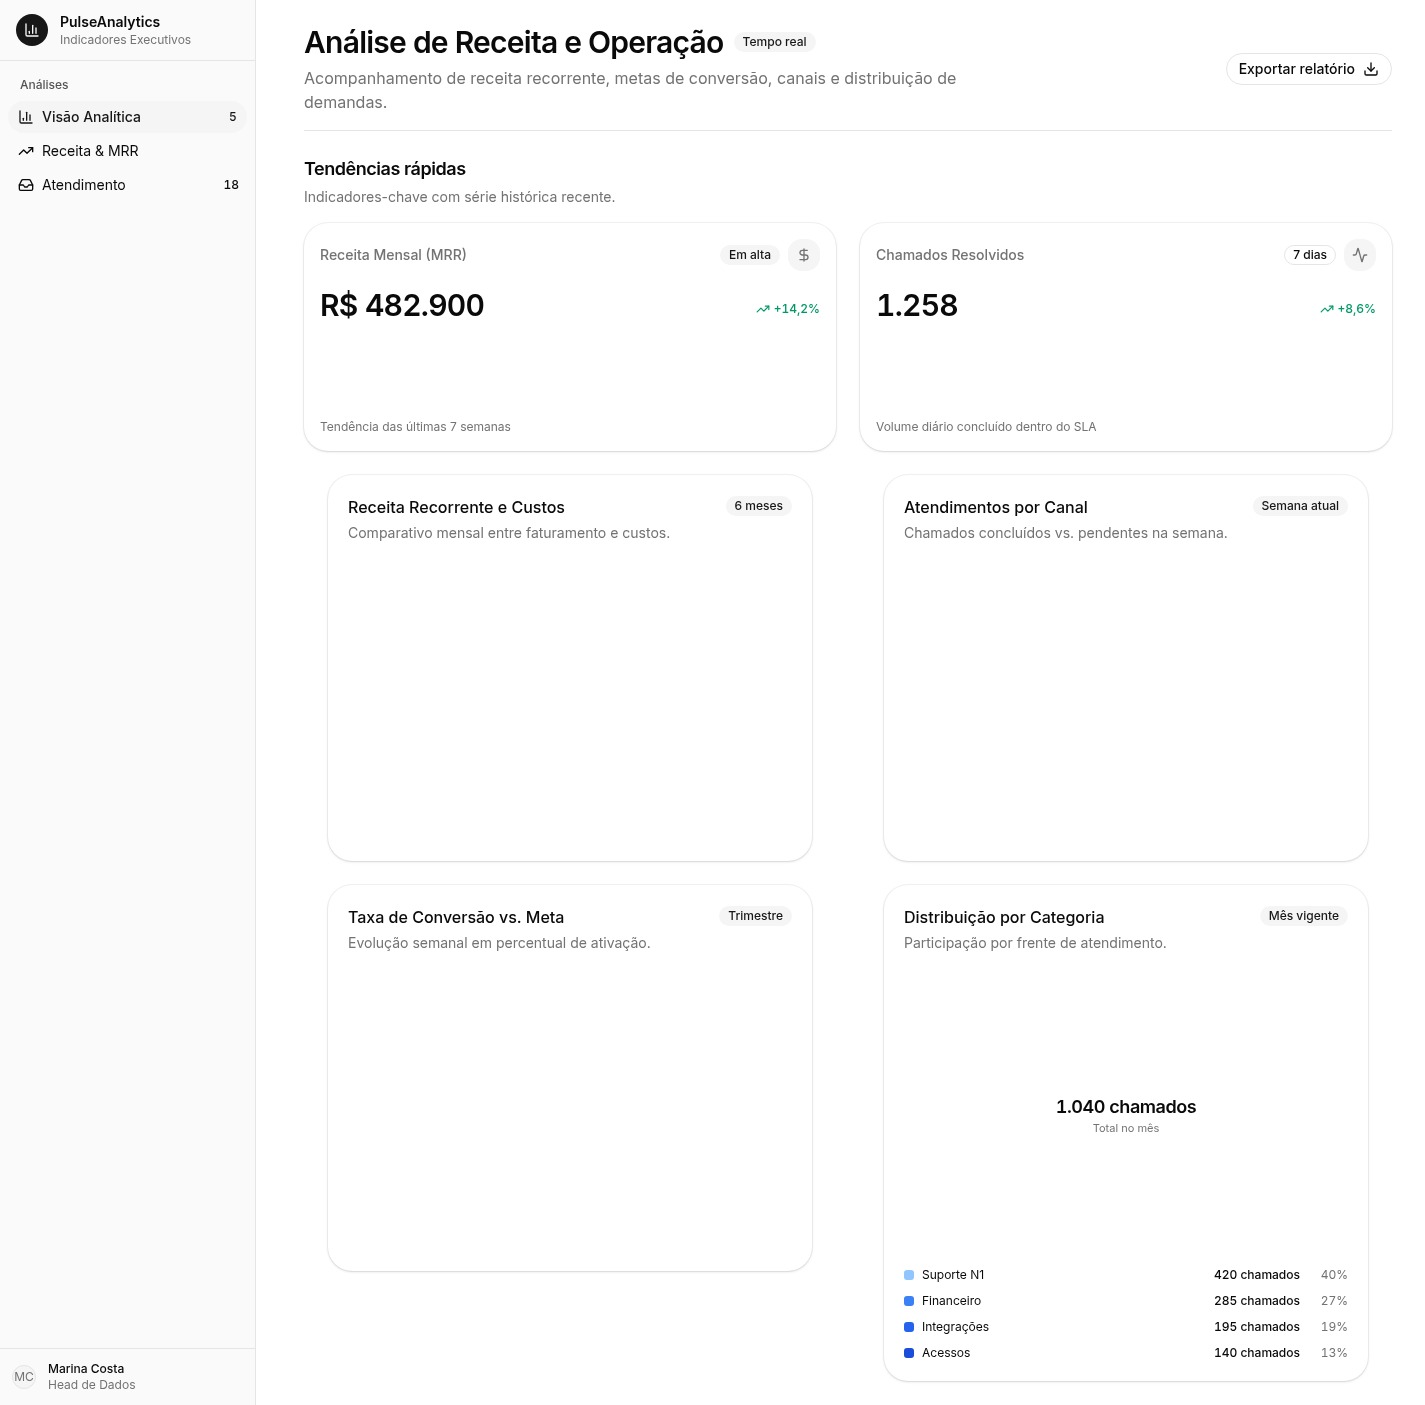 PulseAnalytics
Indicadores Executivos
Análises
Visão Analítica 5
Receita & MRR
Atendimento 18
Marina Costa
MC
Head de Dados
Análise de Receita e Operação Tempo real
Acompanhamento de receita recorrente, metas de conversão, canais e distribuição de
demandas.
Exportar relatório
Tendências rápidas
Indicadores-chave com série histórica recente.
Receita Mensal (MRR) Em alta
R$ 482.900 +14,2%
Tendência das últimas 7 semanas
Chamados Resolvidos 7 dias
1.258 +8,6%
Volume diário concluído dentro do SLA
Receita Recorrente e Custos 6 meses
Comparativo mensal entre faturamento e custos.
Atendimentos por Canal Semana atual
Chamados concluídos vs. pendentes na semana.
Taxa de Conversão vs. Meta Trimestre
Evolução semanal em percentual de ativação.
Distribuição por Categoria Mês vigente
Participação por frente de atendimento.
1.040 chamados
Total no mês
Suporte N1 420 chamados 40%
Financeiro 285 chamados 27%
Integrações 195 chamados 19%
Acessos 140 chamados 13%